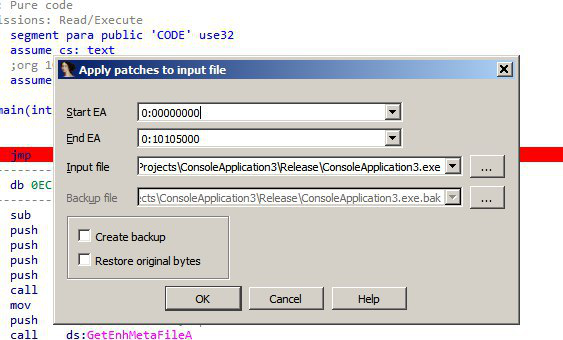 : Pure code
issions: Read/Execute
segment para public 'CODE' use32
assume cs: text
;org 10
assume
main(int
Apply patches to input file
Start EA 0:00000000
End EA 0:10105000
Input file Projects\ConsoleApplication3\Release\ConsoleApplication3.exe ...
Backup file ects\ConsoleApplication3\Release\ConsoleApplication3.exe.bak ...
jmp
db 0EC
Create backup
Restore original bytes
sub
push
push
push
push
call
OK Cancel Help
mov
push
call ds:GetEnhMetaFileA